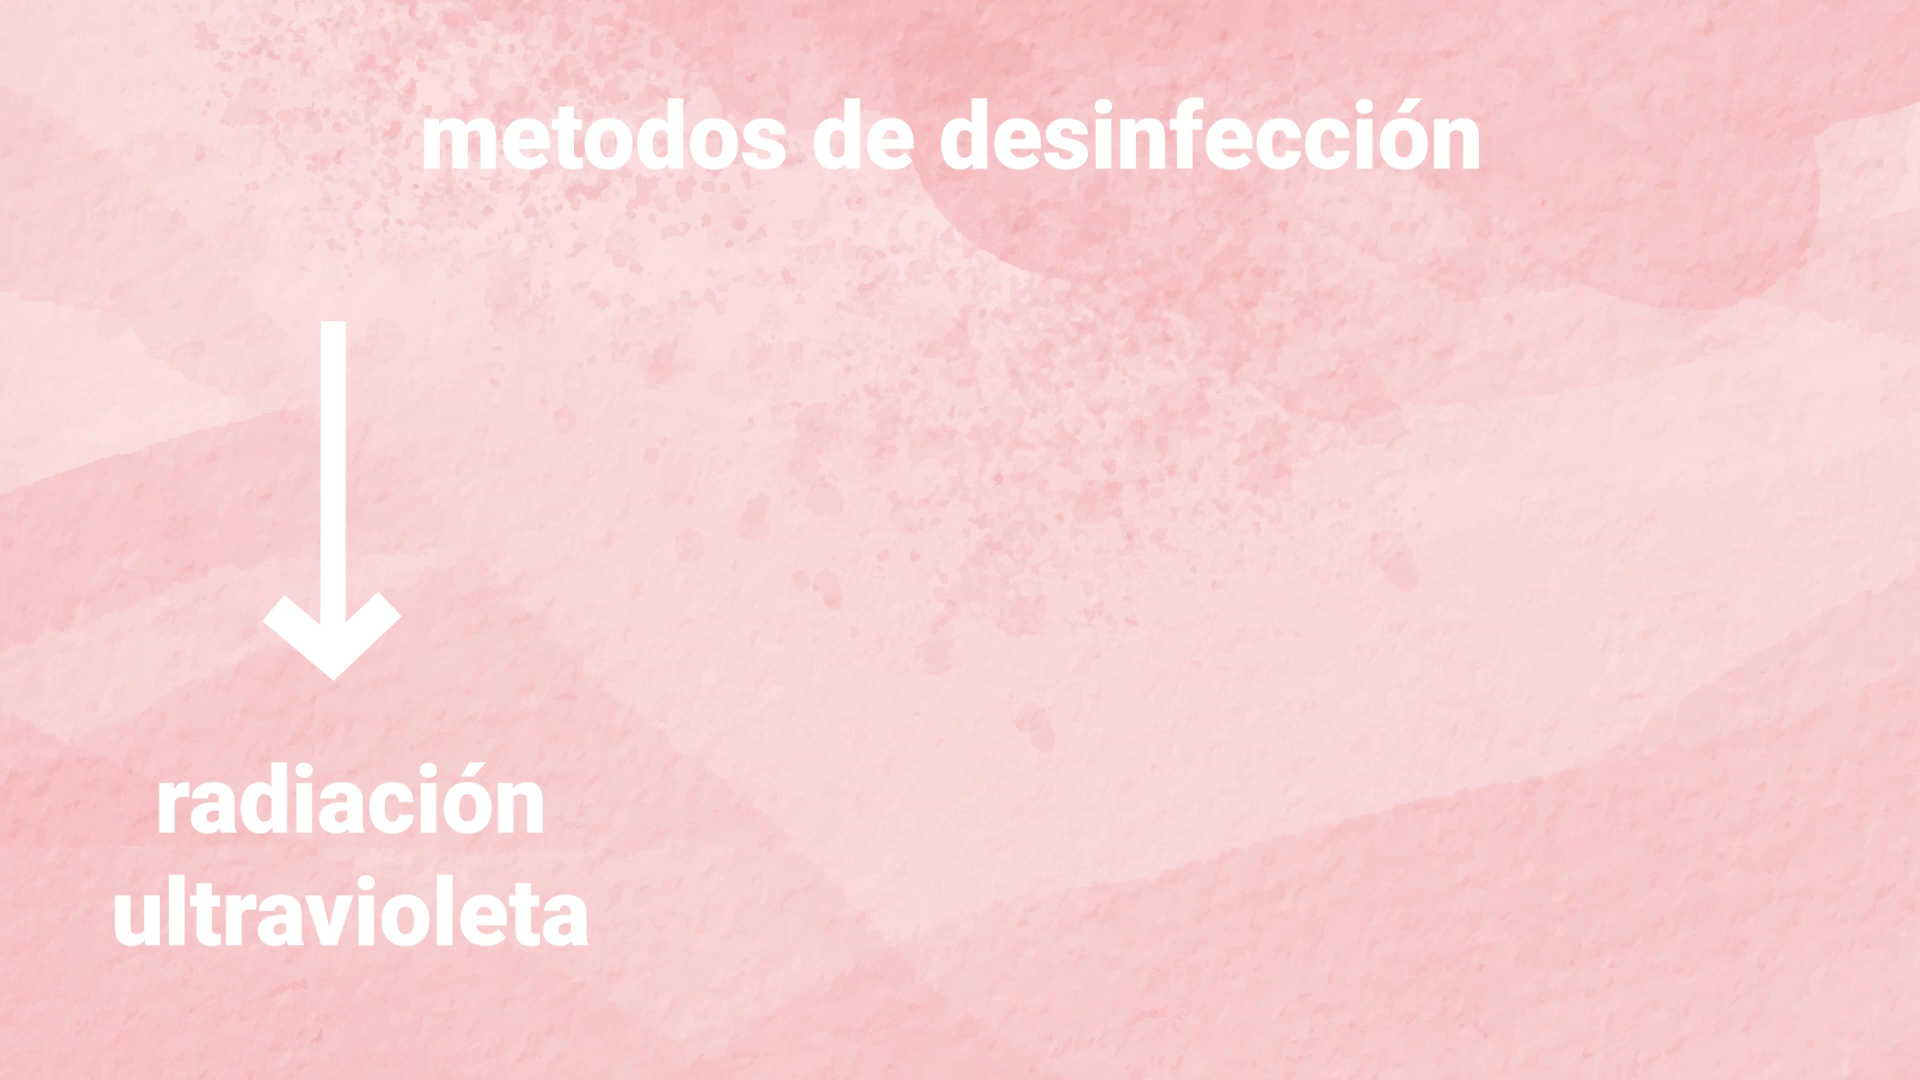 metodos de desinfección
radiación
ultravioleta